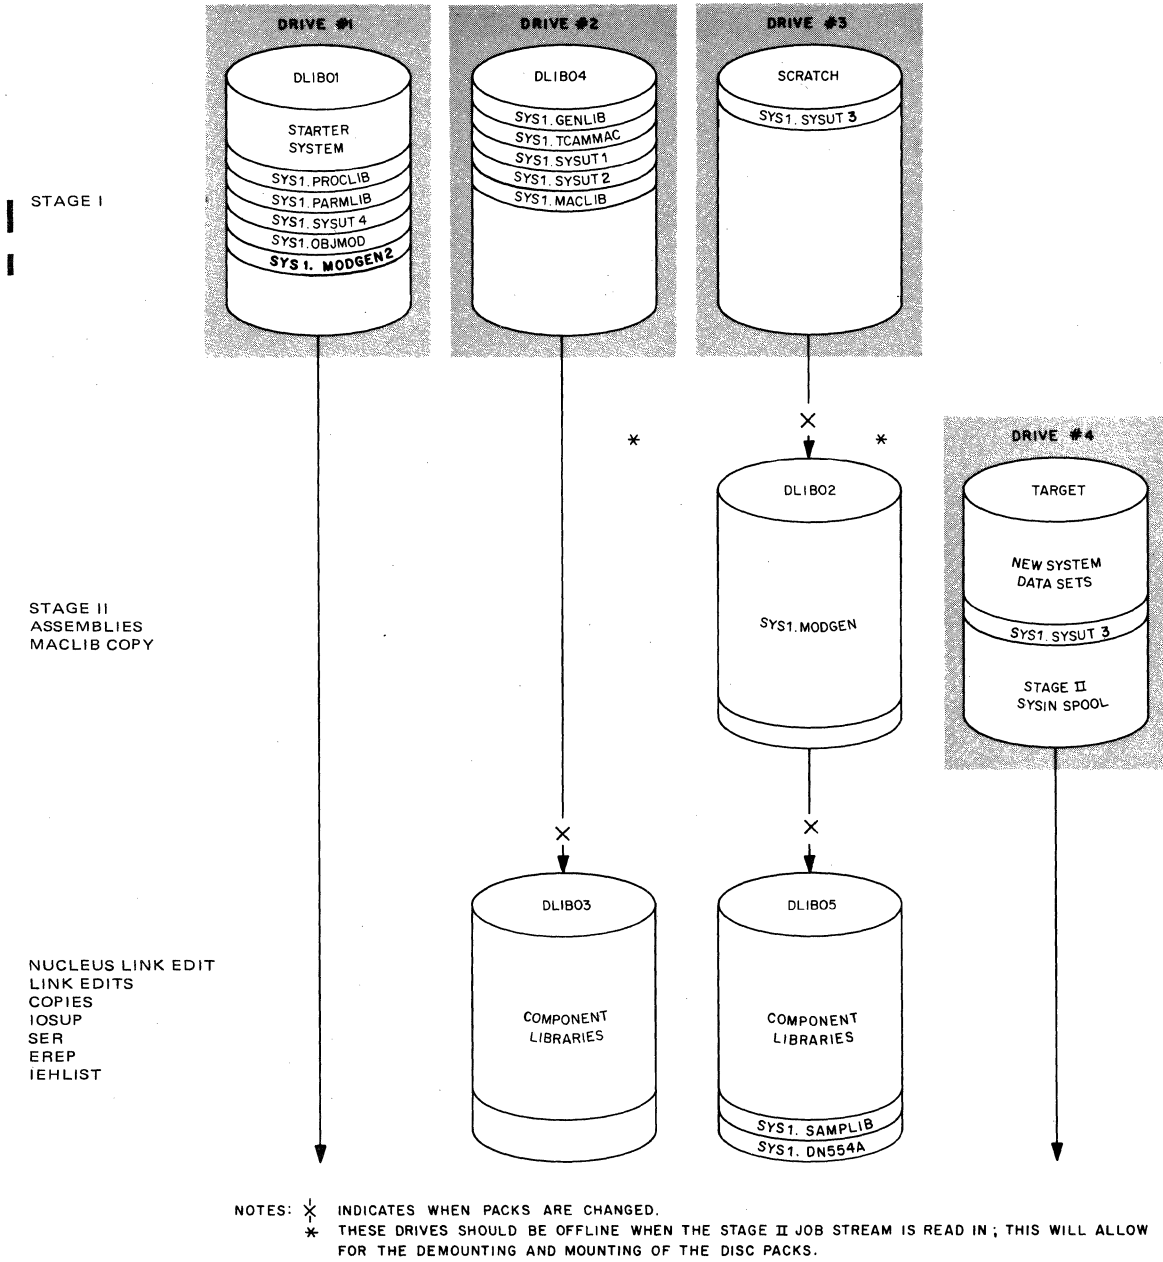 DRIVE #1
DRIVE #2
DRIVE #3
DLIB01
STARTER
SYSTEM
SYS1.PROCLIB
SYS1.PARMLIB
SYS1.SYSUT 4
SYS1.OBJMOD
SYS1. MODGEN2
DLIB04
SYS1.GENLIB
SYS1.TCAMMAC
SYS1.SYSUT 1
SYS1.SYSUT 2
SYS1.MACLIB
SCRATCH
SYS1.SYSUT 3
STAGE I
*
*
DRIVE #4
DLIB02
SYS1.MODGEN
TARGET
NEW SYSTEM
DATA SETS
SYS1.SYSUT 3
STAGE II
SYSIN SPOOL
STAGE II
ASSEMBLIES
MACLIB COPY
DLIB03
COMPONENT
LIBRARIES
DLIB05
COMPONENT
LIBRARIES
SYS1. SAMPLIB
SYS1. DN554A
NUCLEUS LINK EDIT
LINK EDITS
COPIES
IOSUP
SER
EREP
IEHLIST
NOTES: X INDICATES WHEN PACKS ARE CHANGED.
* THESE DRIVES SHOULD BE OFFLINE WHEN THE STAGE II JOB STREAM IS READ IN; THIS WILL ALLOW
FOR THE DEMOUNTING AND MOUNTING OF THE DISC PACKS.